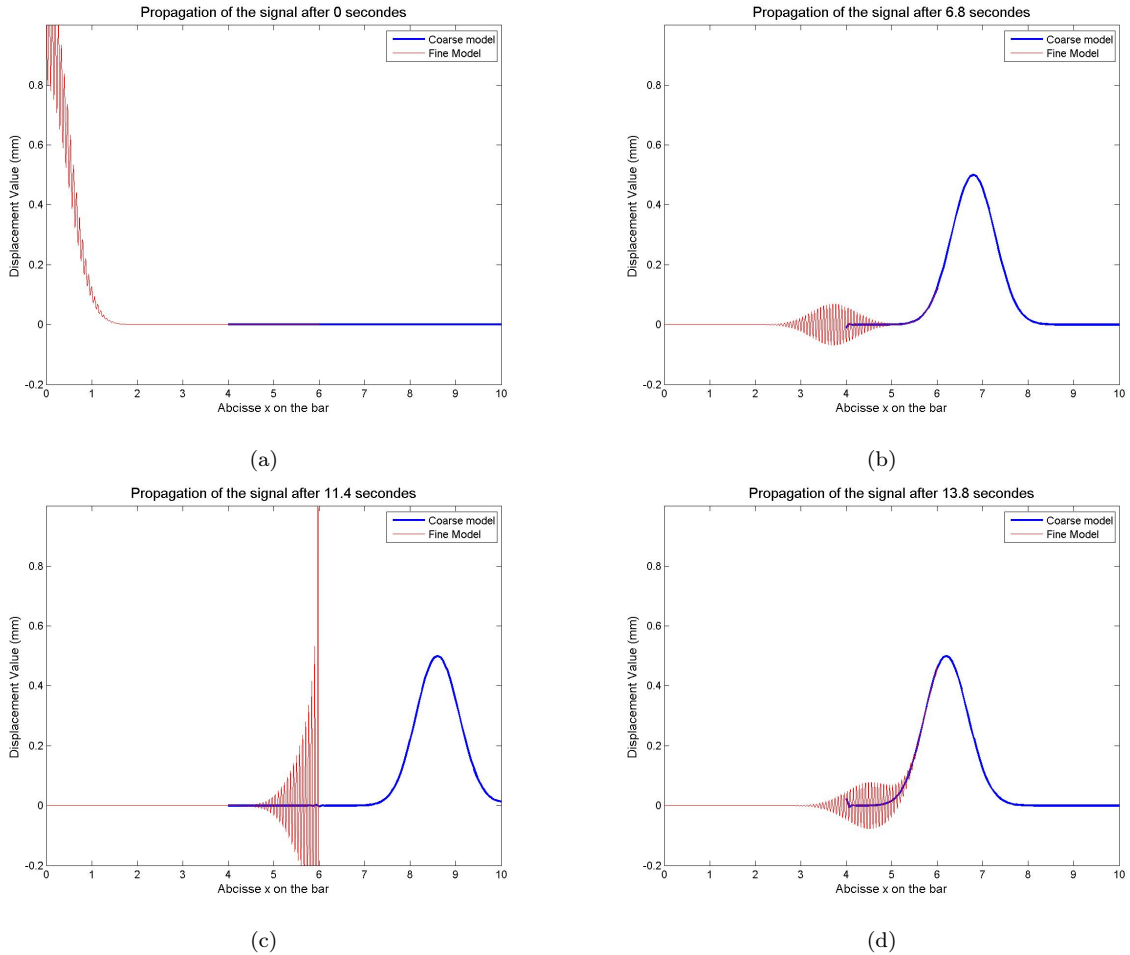 Propagation of the signal after 0 secondes
Coarse model
Fine Model
Displacement Value (mm)
0.8
0.6
0.4
0.2
0
-0.2
0 1 2 3 4 5 6 7 8 9 10
Abcisse x on the bar
(a)
Propagation of the signal after 6.8 secondes
Coarse model
Fine Model
Displacement Value (mm)
0.8
0.6
0.4
0.2
0
-0.2
0 1 2 3 4 5 6 7 8 9 10
Abcisse x on the bar
(b)
Propagation of the signal after 11.4 secondes
Coarse model
Fine Model
Displacement Value (mm)
0.8
0.6
0.4
0.2
0
-0.2
0 1 2 3 4 5 6 7 8 9 10
Abcisse x on the bar
(c)
Propagation of the signal after 13.8 secondes
Coarse model
Fine Model
Displacement Value (mm)
0.8
0.6
0.4
0.2
0
-0.2
0 1 2 3 4 5 6 7 8 9 10
Abcisse x on the bar
(d)